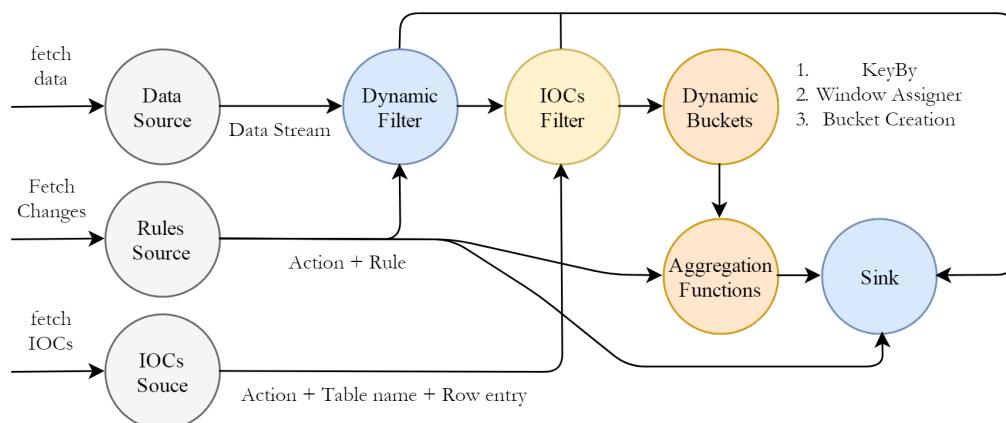 fetch
data
Data
Source
Data Stream
Dynamic
Filter
IOCs
Filter
Dynamic
Buckets
1. KeyBy
2. Window Assigner
3. Bucket Creation
Fetch
Changes
Rules
Source
Action + Rule
Aggregation
Functions
Sink
fetch
IOCs
IOCs
Souce
Action + Table name + Row entry